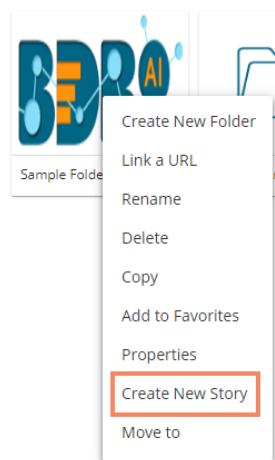 BDB
AI
Sample Folde
Create New Folder
Link a URL
Rename
Delete
Copy
Add to Favorites
Properties
Create New Story
Move to